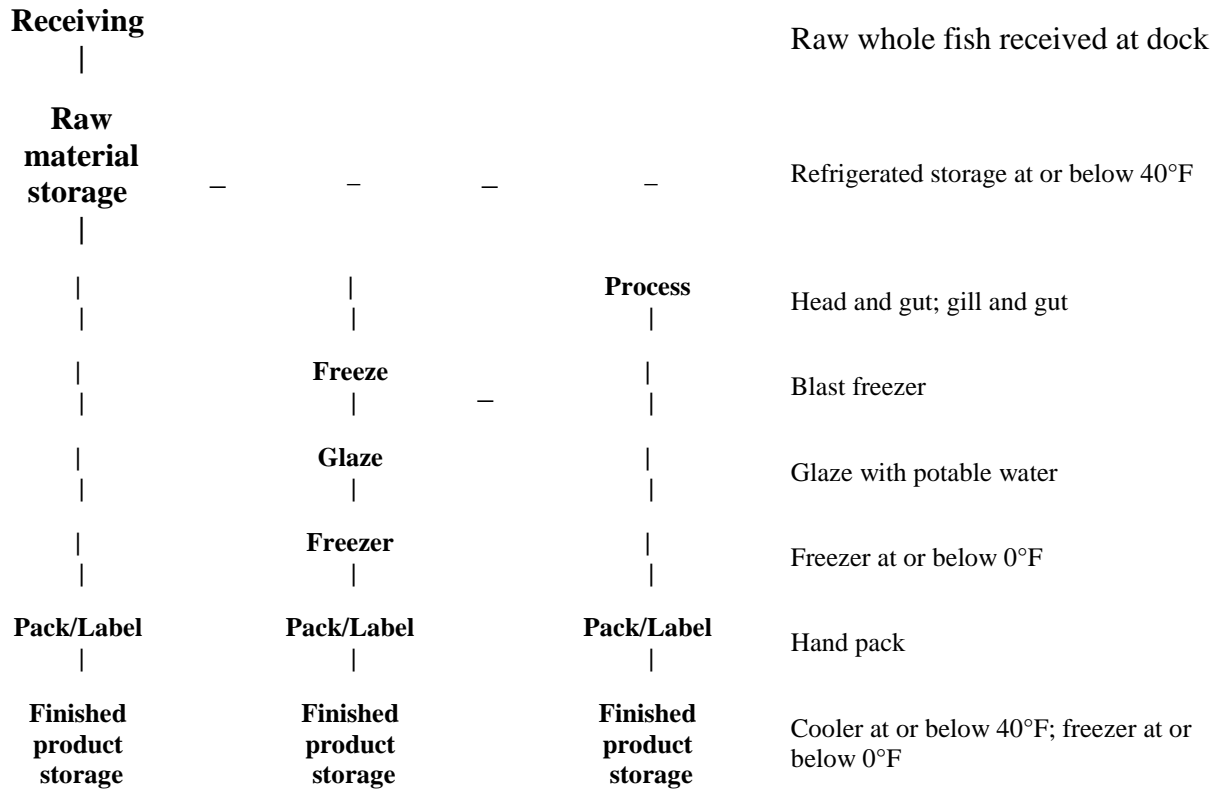 Receiving
|
Raw whole fish received at dock
Raw
material
storage
_ _ _ _
|
Refrigerated storage at or below 40°F
| | Process
| | |
Head and gut; gill and gut
| Freeze |
| | _ |
Blast freezer
| Glaze |
| | |
Glaze with potable water
| Freezer |
| | |
Freezer at or below 0°F
Pack/Label Pack/Label Pack/Label
| | |
Hand pack
Finished Finished Finished
product product product
storage storage storage
Cooler at or below 40°F; freezer at or
below 0°F